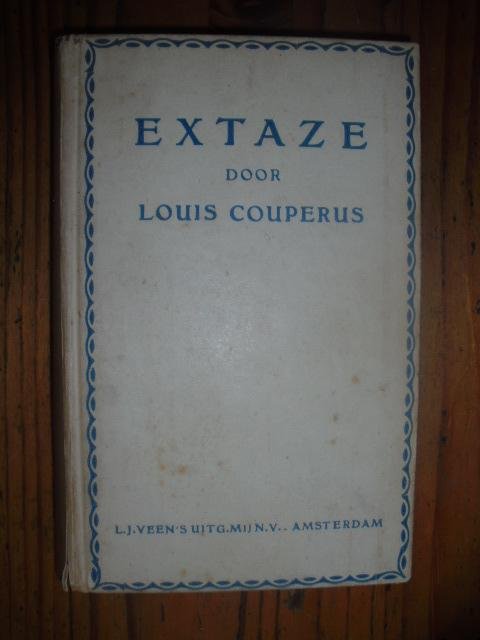 EXTAZE
DOOR
LOUIS COUPERUS
L.J.VEEN'S UITG.MIJ N.V.. AMSTERDAM